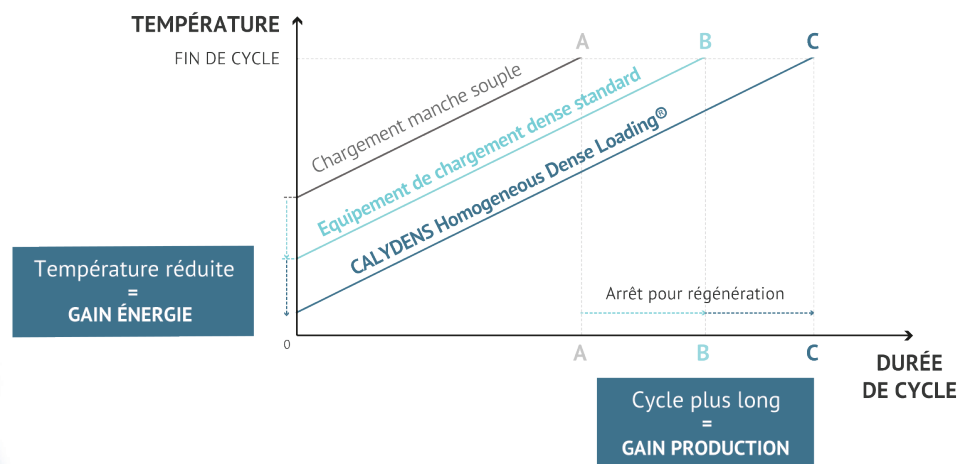 TEMPÉRATURE
FIN DE CYCLE
A
B
C
Chargement manche souple
Equipement de chargement dense standard
CALYDENS Homogeneous Dense Loading®
Température réduite
=
GAIN ÉNERGIE
Arrêt pour régénération
0
A
B
C
DURÉE
DE CYCLE
Cycle plus long
=
GAIN PRODUCTION